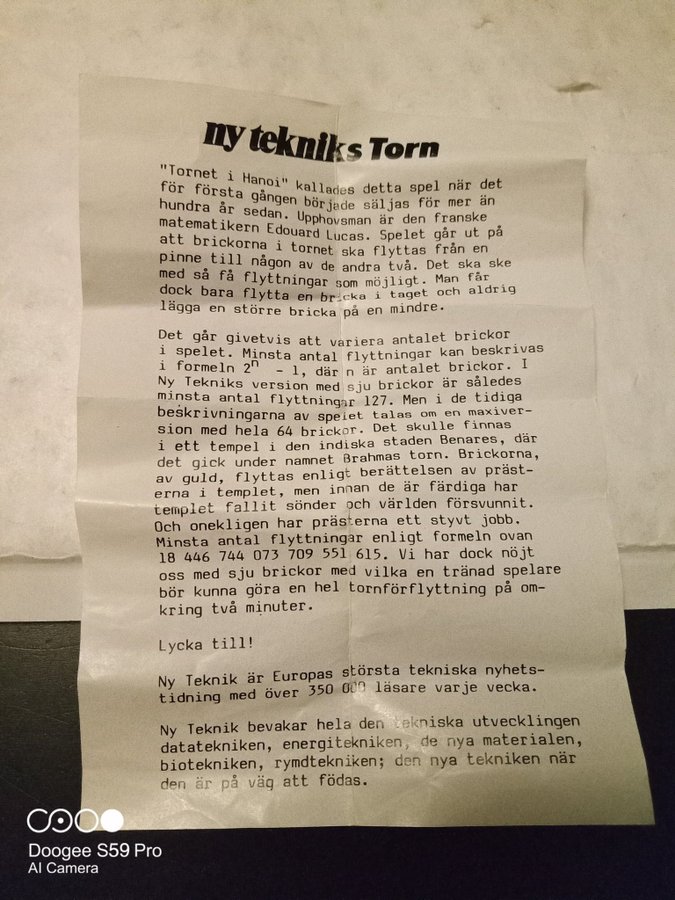 ny tekniks Torn
"Tornet i Hanoi" kallades detta spel när det
för första gången började säljas för mer än
hundra år sedan. Upphovsman är den franske
matematikern Edouard Lucas. Spelet går ut på
att brickorna i tornet ska flyttas från en
pinne till någon av de andra två. Det ska ske
med så få flyttningar som möjligt. Man får
dock bara flytta en bricka i taget och aldrig
lägga en större bricka på en mindre.
Det går givetvis att variera antalet brickor
i spelet. Minsta antal flyttningar kan beskrivas
i formeln 2ⁿ - 1, där n är antalet brickor. I
Ny Tekniks version med sju brickor är således
minsta antal flyttningar 127. Men i de tidiga
beskrivningarna av spelet talas om en maxiver-
sion med hela 64 brickor. Det skulle finnas
i ett tempel i den indiska staden Benares, där
det gick under namnet Brahmas torn. Brickorna,
av guld, flyttas enligt berättelsen av präst-
erna i templet, men innan de är färdiga har
templet fallit sönder och världen försvunnit.
Och onekligen har prästerna ett styvt jobb.
Minsta antal flyttningar enligt formeln ovan
18 446 744 073 709 551 615. Vi har dock nöjt
oss med sju brickor med vilka en tränad spelare
bör kunna göra en hel tornförflyttning på om-
kring två minuter.
Lycka till!
Ny Teknik är Europas största tekniska nyhets-
tidning med över 350 000 läsare varje vecka.
Ny Teknik bevakar hela den tekniska utvecklingen
datatekniken, energitekniken, de nya materialen,
biotekniken, rymdtekniken; den nya tekniken när
den är på väg att födas.
Doogee S59 Pro
AI Camera